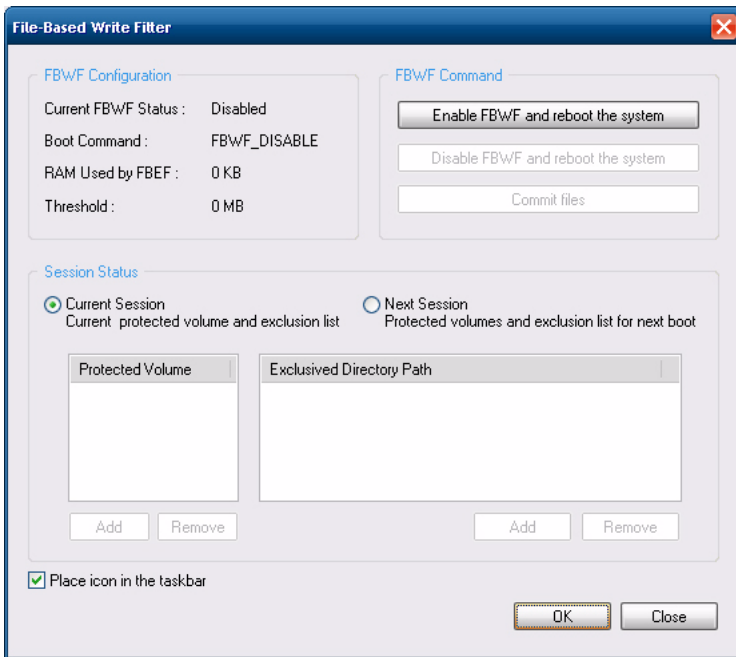 File-Based Write Fitter
FBWF Configuration
Current FBWF Status : Disabled
Boot Command : FBWF_DISABLE
RAM Used by FBEF : 0 KB
Threshold : 0 MB
FBWF Command
Enable FBWF and reboot the system
Disable FBWF and reboot the system
Commit files
Session Status
Current Session
Current protected volume and exclusion list
Next Session
Protected volumes and exclusion list for next boot
Protected Volume
Exclusived Directory Path
Add Remove
Add Remove
Place icon in the taskbar
OK Close